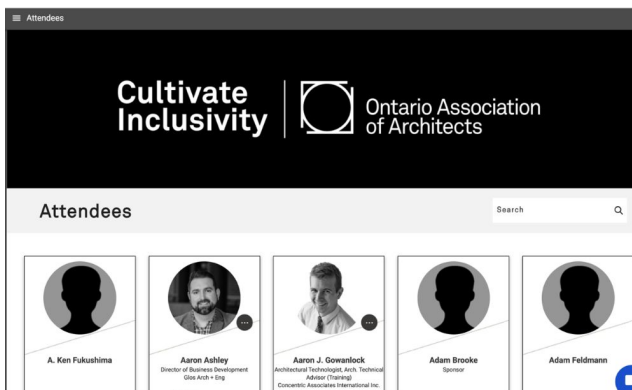 Attendees
Cultivate
Inclusivity
Ontario Association
of Architects
Attendees
Search
A. Ken Fukushima
Aaron Ashley
Director of Business Development
Glos Arch + Eng
Aaron J. Gowanlock
Architectural Technologist, Arch. Technical
Advisor (Training)
Concentric Associates International Inc.
Adam Brooke
Sponsor
Adam Feldmann